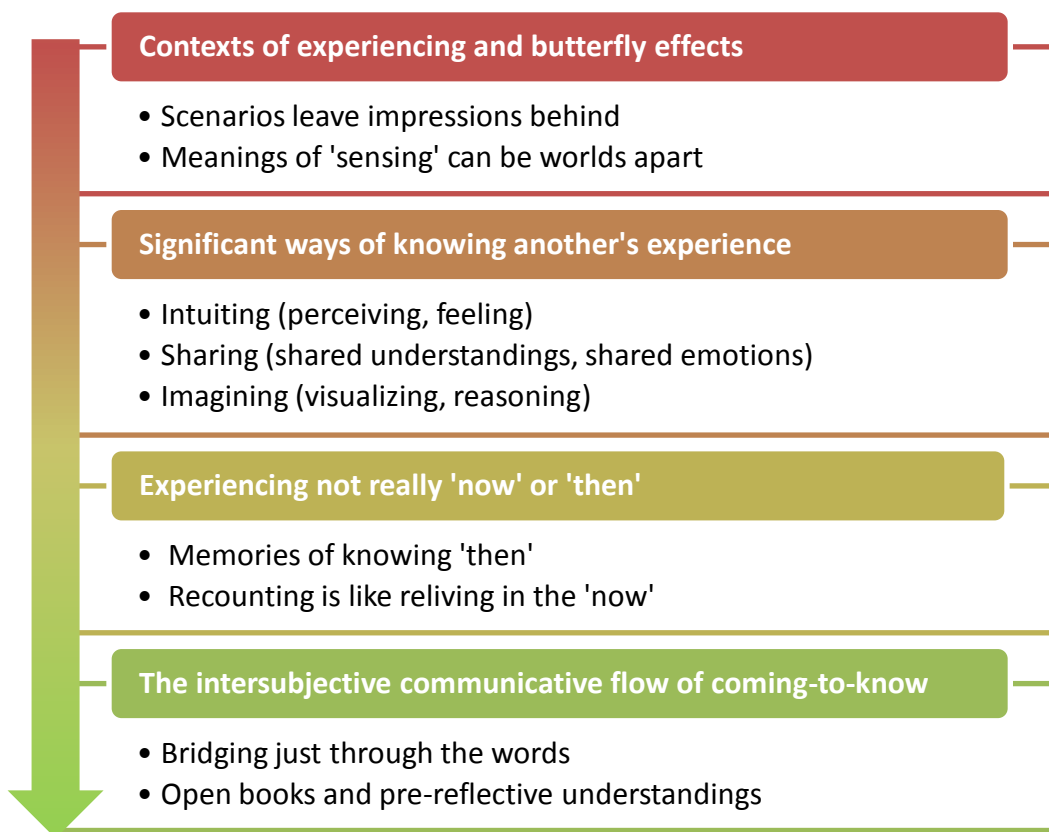 Contexts of experiencing and butterfly effects
• Scenarios leave impressions behind
• Meanings of 'sensing' can be worlds apart
Significant ways of knowing another's experience
• Intuiting (perceiving, feeling)
• Sharing (shared understandings, shared emotions)
• Imagining (visualizing, reasoning)
Experiencing not really 'now' or 'then'
• Memories of knowing 'then'
• Recounting is like reliving in the 'now'
The intersubjective communicative flow of coming-to-know
• Bridging just through the words
• Open books and pre-reflective understandings